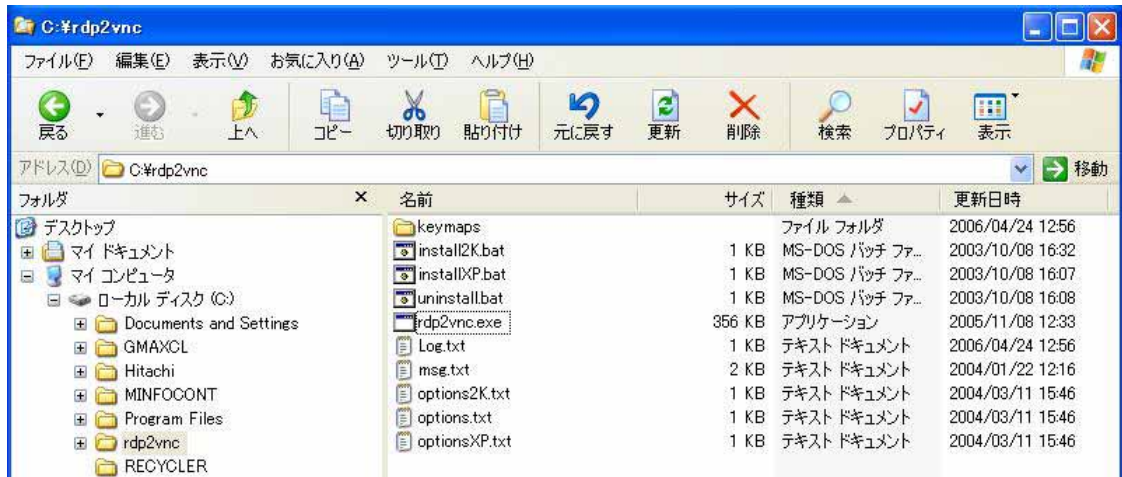 C:¥rdp2vnc
ファイル(F) 編集(E) 表示(V) お気に入り(A) ツール(T) ヘルプ(H)
戻る 進む 上へ コピー 切り取り 貼り付け 元に戻す 更新 削除 検索 プロパティ 表示
アドレス(D) C:¥rdp2vnc 移動
フォルダ x 名前 サイズ 種類 更新日時
デスクトップ
マイ ドキュメント
マイ コンピュータ
ローカル ディスク (C:)
Documents and Settings
GMAXCL
Hitachi
MINFOCONT
Program Files
rdp2vnc
RECYCLER
keymaps ファイル フォルダ 2006/04/24 12:56
install2K.bat 1 KB MS-DOS バッチ ファ... 2003/10/08 16:32
installXP.bat 1 KB MS-DOS バッチ ファ... 2003/10/08 16:07
uninstall.bat 1 KB MS-DOS バッチ ファ... 2003/10/08 16:08
rdp2vnc.exe 356 KB アプリケーション 2005/11/08 12:33
Log.txt 1 KB テキスト ドキュメント 2006/04/24 12:56
msg.txt 2 KB テキスト ドキュメント 2004/01/22 12:16
options2K.txt 1 KB テキスト ドキュメント 2004/03/11 15:46
options.txt 1 KB テキスト ドキュメント 2004/03/11 15:46
optionsXP.txt 1 KB テキスト ドキュメント 2004/03/11 15:46